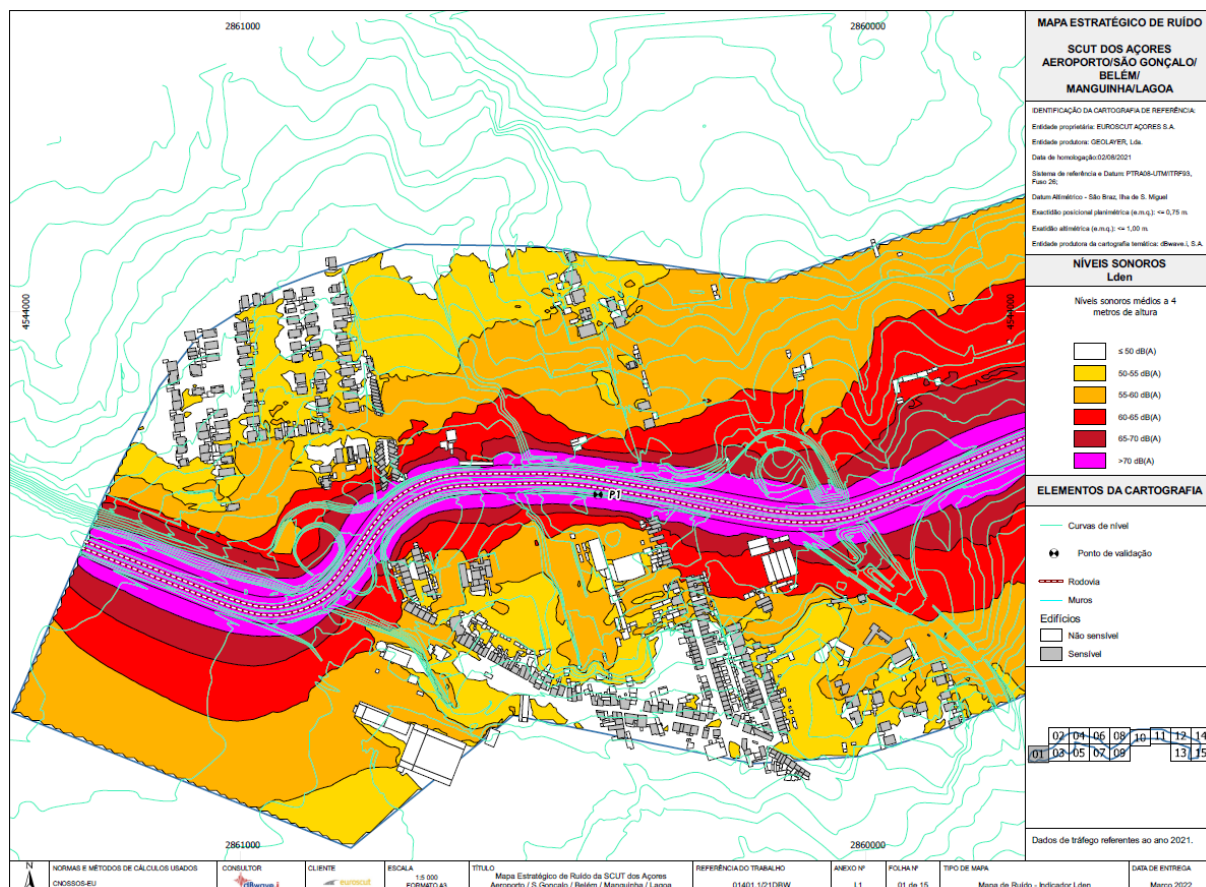 2861000
2860000
4544000
4544000
P1
2861000
2860000
MAPA ESTRATÉGICO DE RUÍDO
SCUT DOS AÇORES
AEROPORTO/SÃO GONÇALO/
BELÉM/
MANGUINHA/LAGOA
IDENTIFICAÇÃO DA CARTOGRAFIA DE REFERÊNCIA:
Entidade proprietária: EUROSCUT AÇORES S.A.
Entidade produtora: GEOLAYER, Lda.
Data de homologação:02/08/2021
Sistema de referência e Datum: PTRA08-UTM/ITRF93,
Fuso 26;
Datum Altimétrico - São Braz, Ilha de S. Miguel
Exactidão posicional planimétrica (e.m.q.): <= 0,75 m.
Exatidão altimétrica (e.m.q.): <= 1,00 m.
Entidade produtora da cartografia temática: dBwave.i, S.A.
NÍVEIS SONOROS
Lden
Níveis sonoros médios a 4
metros de altura
≤ 50 dB(A)
50-55 dB(A)
55-60 dB(A)
60-65 dB(A)
65-70 dB(A)
>70 dB(A)
ELEMENTOS DA CARTOGRAFIA
Curvas de nível
Ponto de validação
Rodovia
Muros
Edifícios
Não sensível
Sensível
02 04 06 08 10 11 12 14
01 03 05 07 09 13 15
Dados de tráfego referentes ao ano 2021.
N
NORMAS E MÉTODOS DE CÁLCULOS USADOS
CNOSSOS-EU
CONSULTOR
dBwave.i
CLIENTE
euroscut
ESCALA
1:5 000
FORMATO A3
TÍTULO
Mapa Estratégico de Ruído da SCUT dos Açores
Aeroporto / S.Gonçalo / Belém / Manguinha / Lagoa
REFERÊNCIA DO TRABALHO
01401.1/21DBW
ANEXO Nº
I.1
FOLHA Nº
01 de 15
TIPO DE MAPA
Mapa de Ruído - Indicador Lden
DATA DE ENTREGA
Março 2022